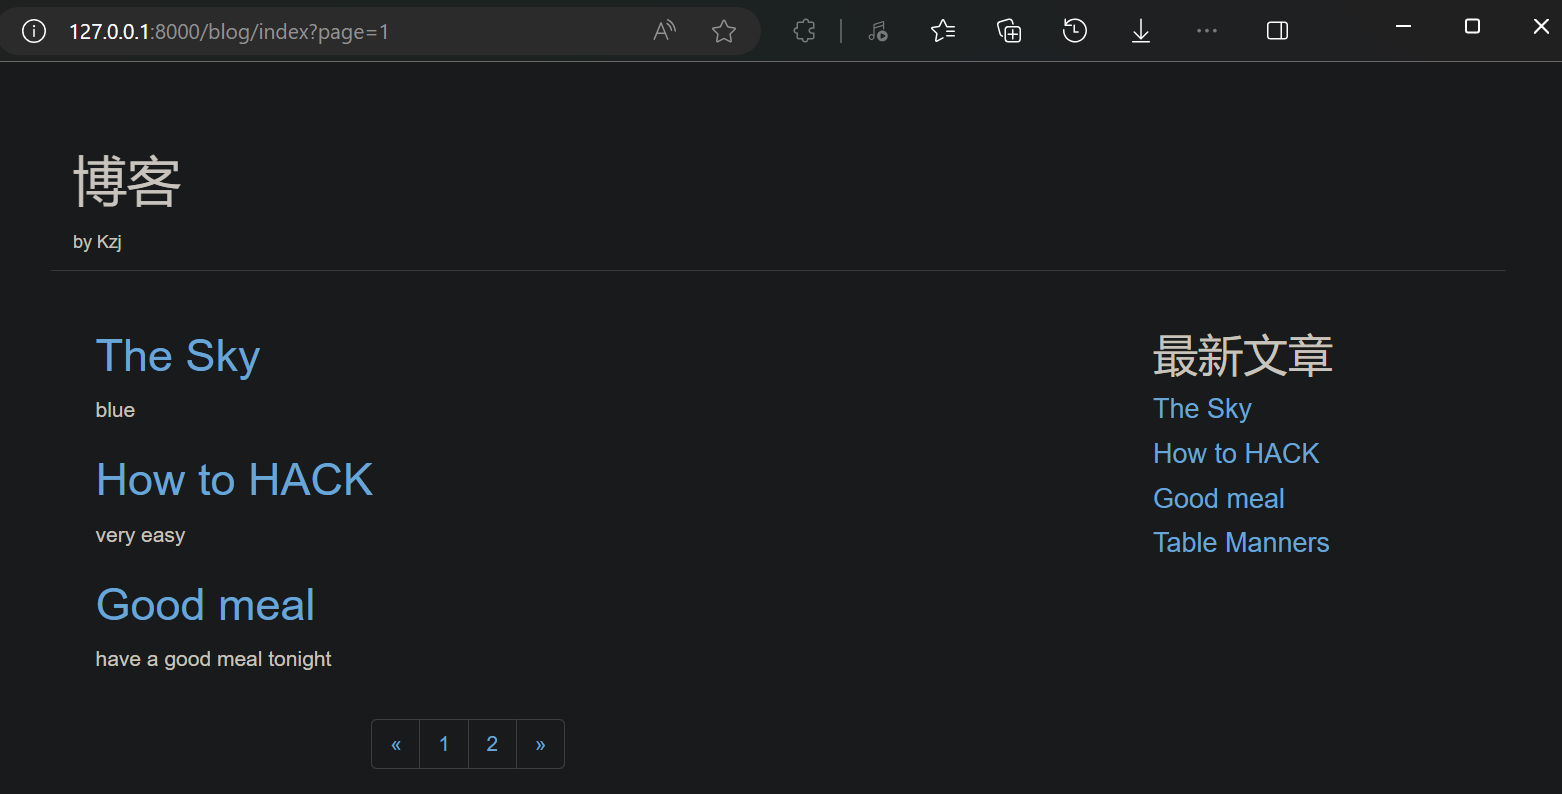 127.0.0.1:8000/blog/index?page=1
博客
by Kzj
The Sky
blue
How to HACK
very easy
Good meal
have a good meal tonight
« 1 2 »
最新文章
The Sky
How to HACK
Good meal
Table Manners